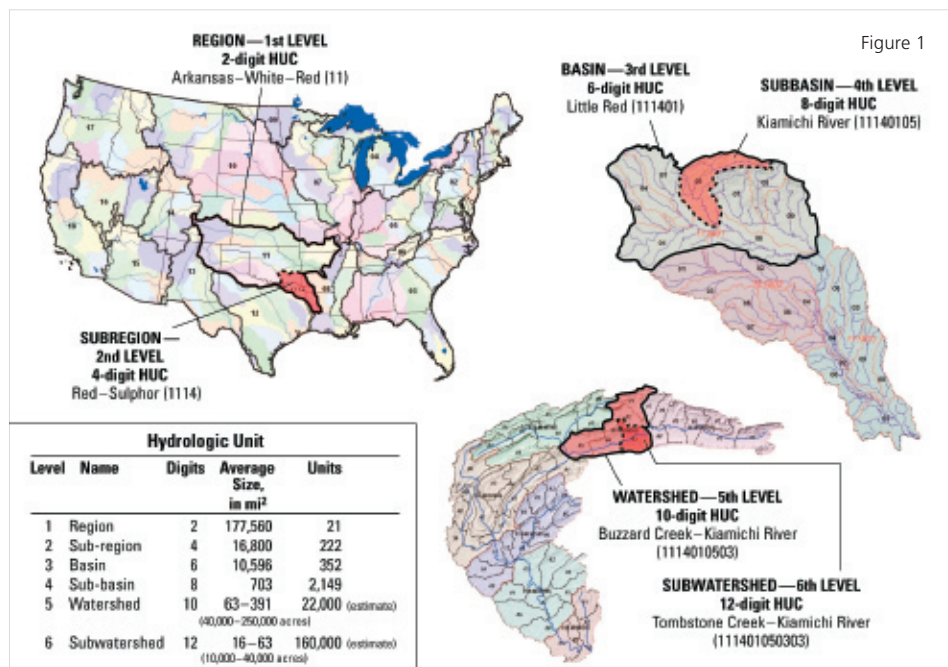 Figure 1
REGION—1st LEVEL
2-digit HUC
Arkansas–White–Red (11)
BASIN—3rd LEVEL
6-digit HUC
Little Red (111401)
SUBBASIN—4th LEVEL
8-digit HUC
Kiamichi River (11140105)
SUBREGION—
2nd LEVEL
4-digit HUC
Red–Sulphor (1114)
WATERSHED—5th LEVEL
10-digit HUC
Buzzard Creek–Kiamichi River
(1114010503)
SUBWATERSHED—6th LEVEL
12-digit HUC
Tombstone Creek–Kiamichi River
(111401050303)
Hydrologic Unit
Level Name Digits Average Size, in mi² Units
1 Region 2 177,560 21
2 Sub-region 4 16,800 222
3 Basin 6 10,596 352
4 Sub-basin 8 703 2,149
5 Watershed 10 63–391 22,000 (estimate)
(40,000–250,000 acres)
6 Subwatershed 12 16–63 160,000 (estimate)
(10,000–40,000 acres)